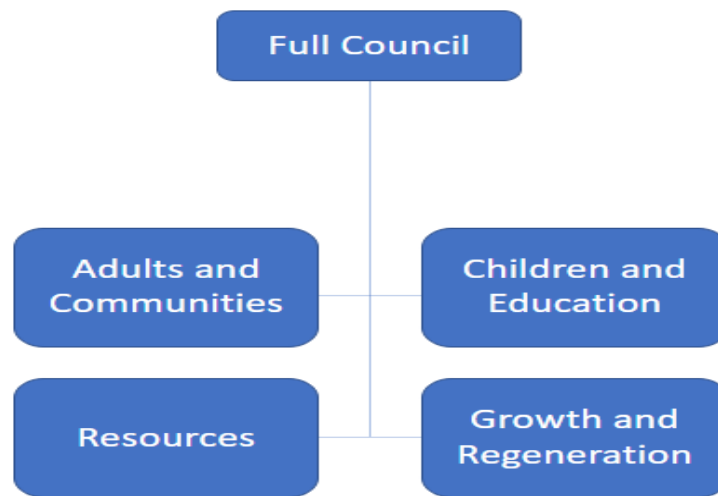 Full Council
Adults and
Communities
Children and
Education
Resources
Growth and
Regeneration